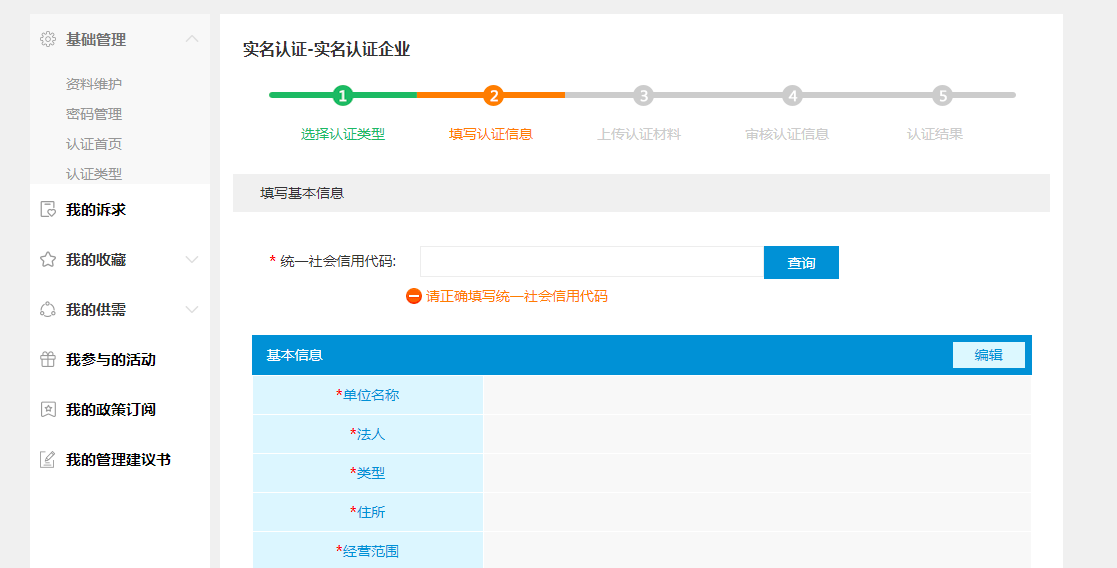 基础管理
资料维护
密码管理
认证首页
认证类型
我的诉求
我的收藏
我的供需
我参与的活动
我的政策订阅
我的管理建议书
实名认证-实名认证企业
1 2 3 4 5
选择认证类型 填写认证信息 上传认证材料 审核认证信息 认证结果
填写基本信息
* 统一社会信用代码: 查询
请正确填写统一社会信用代码
基本信息 编辑
*单位名称
*法人
*类型
*住所
*经营范围